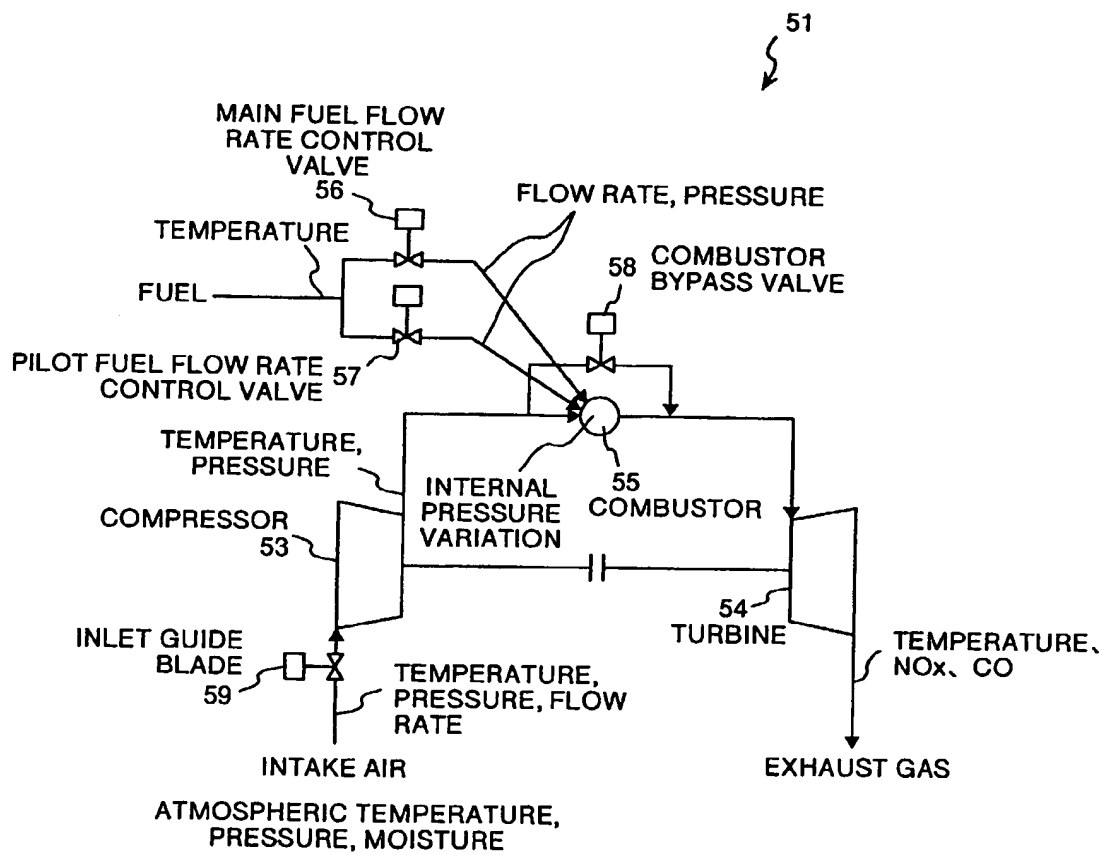 51
MAIN FUEL FLOW
RATE CONTROL
VALVE
56
FLOW RATE, PRESSURE
TEMPERATURE
58 COMBUSTOR
BYPASS VALVE
FUEL
PILOT FUEL FLOW RATE
CONTROL VALVE
57
TEMPERATURE,
PRESSURE
INTERNAL
PRESSURE
VARIATION
55
COMBUSTOR
COMPRESSOR
53
54
TURBINE
INLET GUIDE
BLADE
59
TEMPERATURE,
PRESSURE, FLOW
RATE
TEMPERATURE、
NOx、CO
INTAKE AIR
EXHAUST GAS
ATMOSPHERIC TEMPERATURE,
PRESSURE, MOISTURE